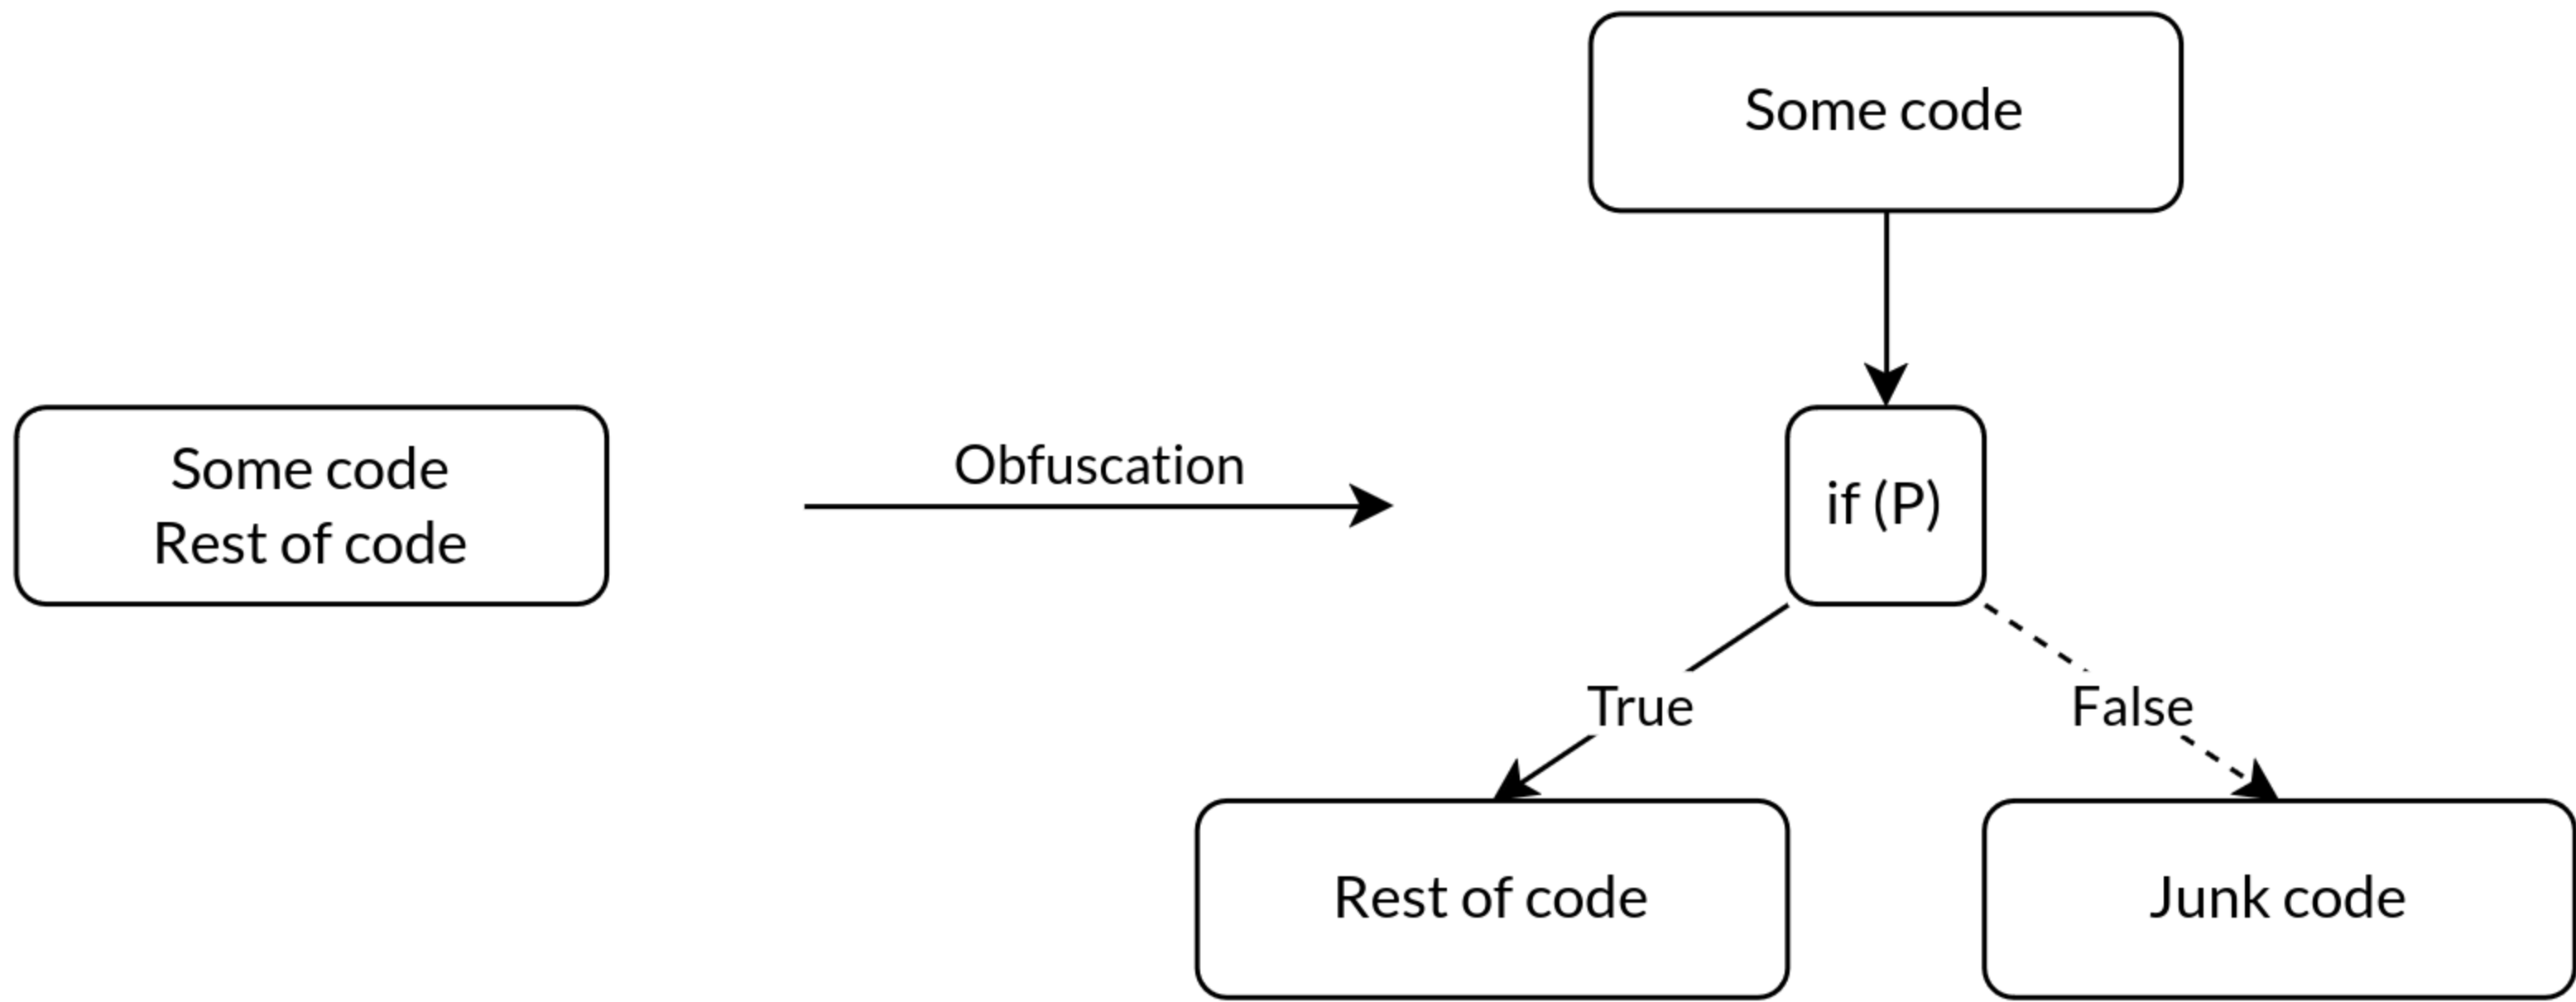 Some code
Rest of code
Obfuscation
Some code
if (P)
True
False
Rest of code
Junk code